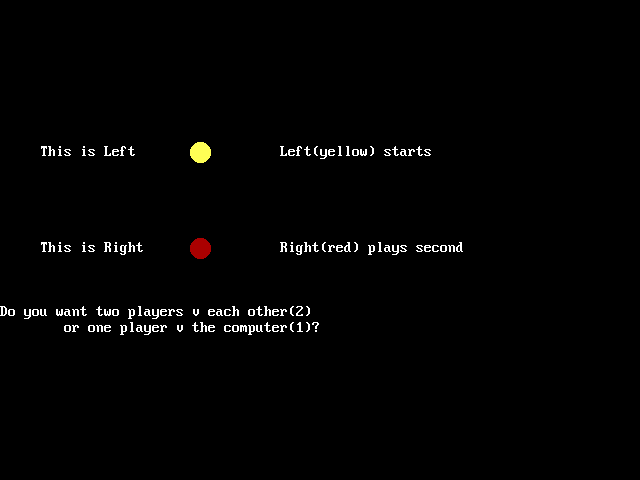 This is Left Left(yellow) starts
This is Right Right(red) plays second
Do you want two players v each other(2)
or one player v the computer(1)?